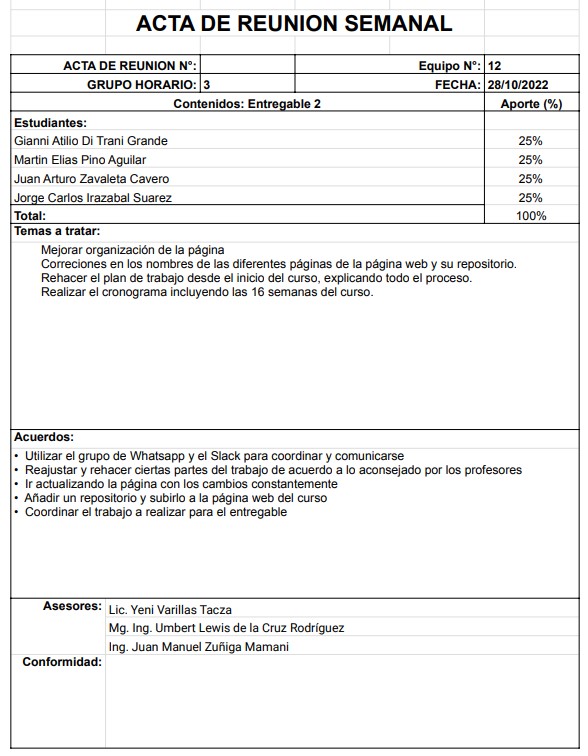 ACTA DE REUNION SEMANAL
ACTA DE REUNION N°: Equipo N°: 12
GRUPO HORARIO: 3 FECHA: 28/10/2022
Contenidos: Entregable 2 Aporte (%)
Estudiantes:
Gianni Atilio Di Trani Grande 25%
Martin Elias Pino Aguilar 25%
Juan Arturo Zavaleta Cavero 25%
Jorge Carlos Irazabal Suarez 25%
Total: 100%
Temas a tratar:
Mejorar organización de la página
Correciones en los nombres de las diferentes páginas de la página web y su repositorio.
Rehacer el plan de trabajo desde el inicio del curso, explicando todo el proceso.
Realizar el cronograma incluyendo las 16 semanas del curso.
Acuerdos:
• Utilizar el grupo de Whatsapp y el Slack para coordinar y comunicarse
• Reajustar y rehacer ciertas partes del trabajo de acuerdo a lo aconsejado por los profesores
• Ir actualizando la página con los cambios constantemente
• Añadir un repositorio y subirlo a la página web del curso
• Coordinar el trabajo a realizar para el entregable
Asesores: Lic. Yeni Varillas Tacza
Mg. Ing. Umbert Lewis de la Cruz Rodríguez
Ing. Juan Manuel Zuñiga Mamani
Conformidad: